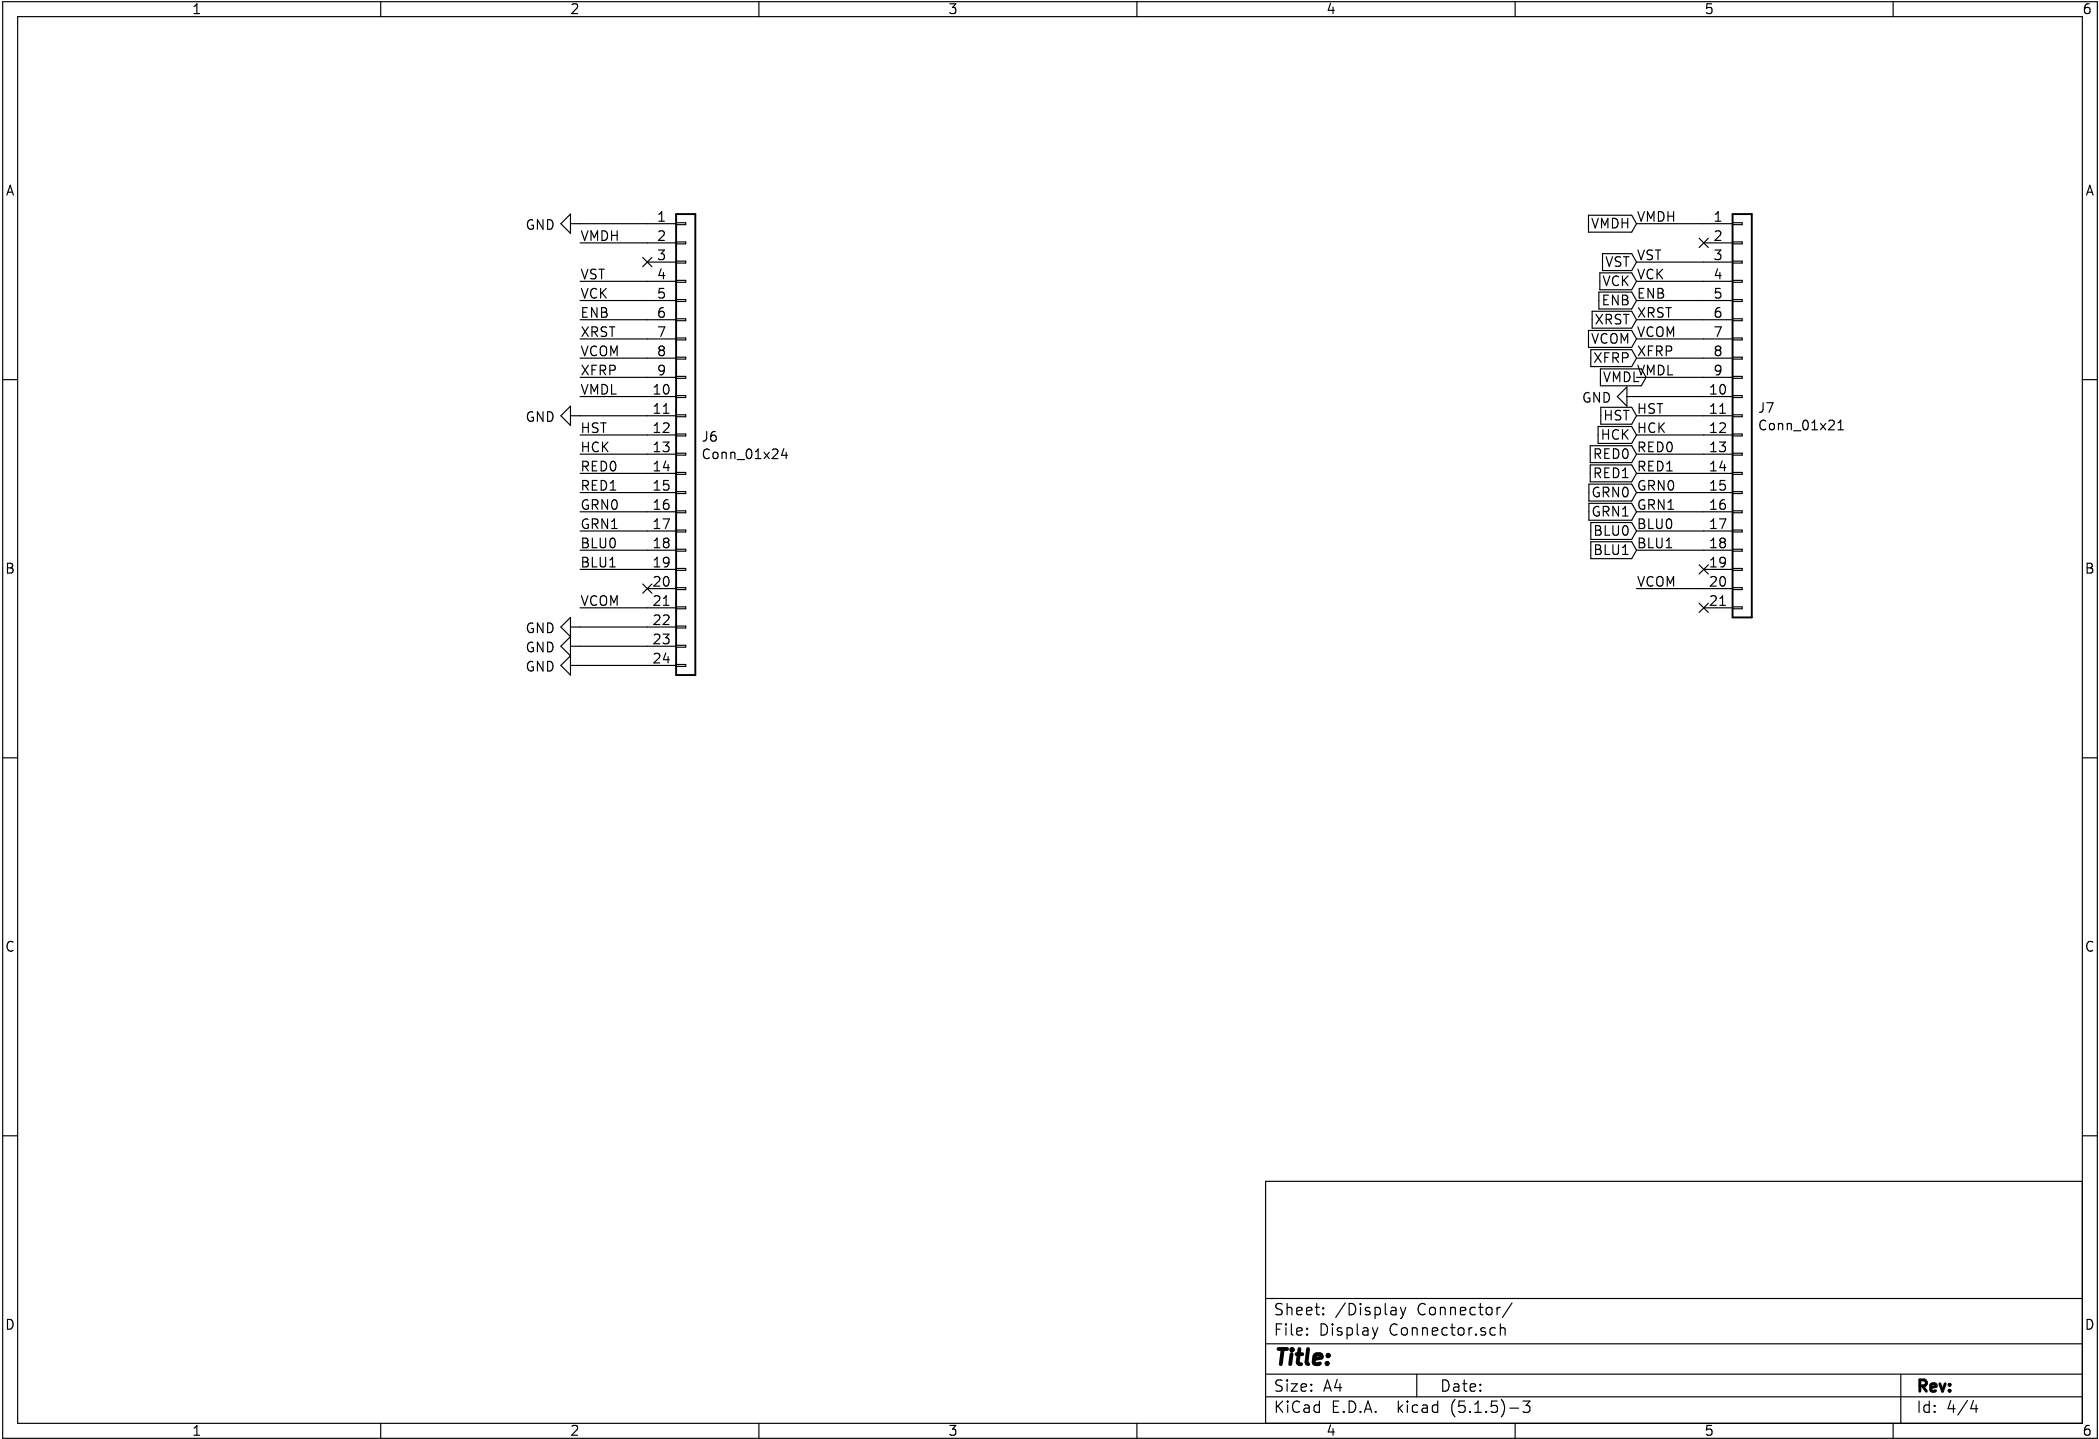 1 2 3 4 5 6
A A
B B
C C
D D
GND 1
VMDH 2
3
VST 4
VCK 5
ENB 6
XRST 7
VCOM 8
XFRP 9
VMDL 10
GND 11
HST 12
HCK 13
RED0 14
RED1 15
GRN0 16
GRN1 17
BLU0 18
BLU1 19
20
VCOM 21
GND 22
GND 23
GND 24
J6
Conn_01x24
VMDH VMDH 1
2
VST VST 3
VCK VCK 4
ENB ENB 5
XRST XRST 6
VCOM VCOM 7
XFRP XFRP 8
VMDL VMDL 9
GND 10
HST HST 11
HCK HCK 12
RED0 RED0 13
RED1 RED1 14
GRN0 GRN0 15
GRN1 GRN1 16
BLU0 BLU0 17
BLU1 BLU1 18
19
VCOM 20
21
J7
Conn_01x21
Sheet: /Display Connector/
File: Display Connector.sch
Title:
Size: A4 Date: Rev:
KiCad E.D.A. kicad (5.1.5)-3 Id: 4/4
1 2 3 4 5 6